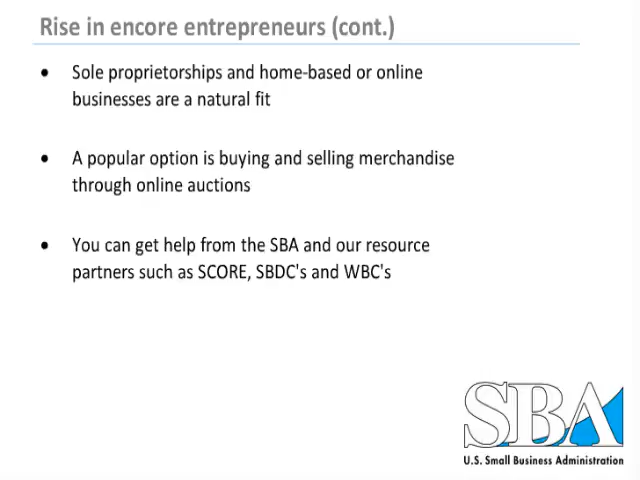 Rise in encore entrepreneurs (cont.)
• Sole proprietorships and home-based or online
businesses are a natural fit
• A popular option is buying and selling merchandise
through online auctions
• You can get help from the SBA and our resource
partners such as SCORE, SBDC's and WBC's
SBA
U.S. Small Business Administration